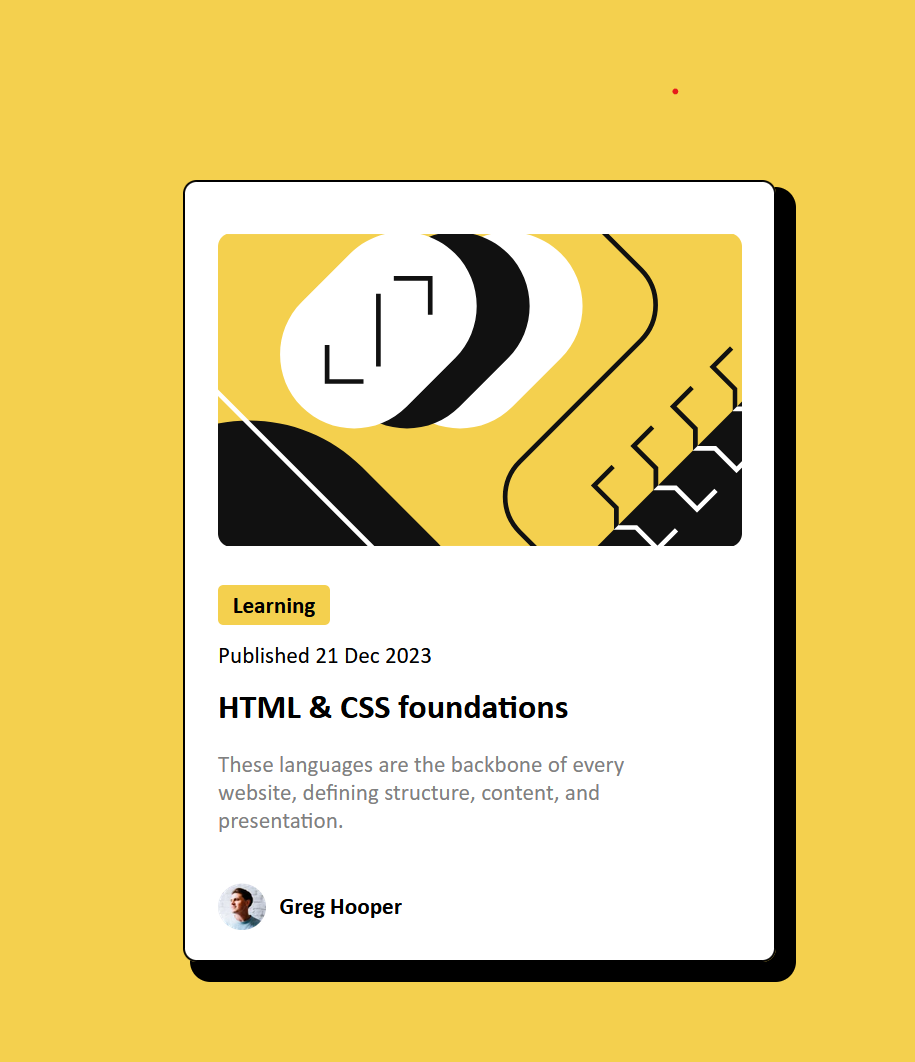 Learning
Published 21 Dec 2023
HTML & CSS foundations
These languages are the backbone of every
website, defining structure, content, and
presentation.
Greg Hooper